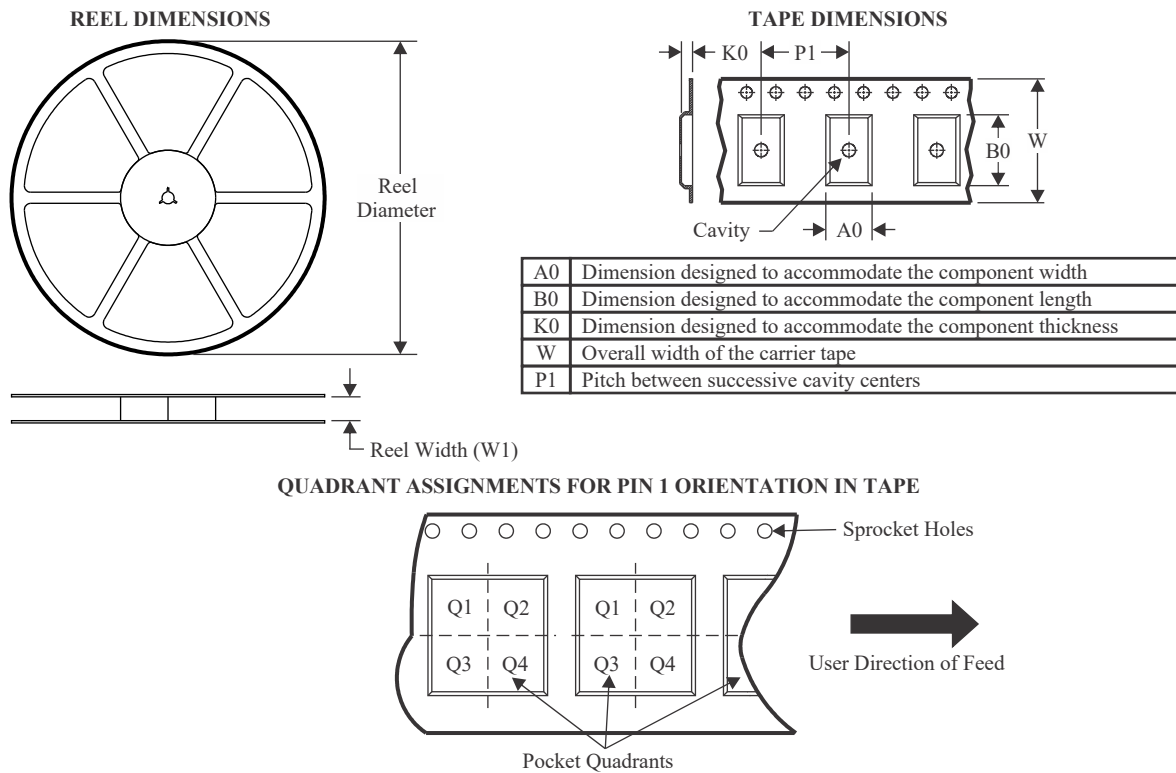 REEL DIMENSIONS
Reel
Diameter
Reel Width (W1)
TAPE DIMENSIONS
K0
P1
W
B0
Cavity
A0
A0 Dimension designed to accommodate the component width
B0 Dimension designed to accommodate the component length
K0 Dimension designed to accommodate the component thickness
W Overall width of the carrier tape
P1 Pitch between successive cavity centers
QUADRANT ASSIGNMENTS FOR PIN 1 ORIENTATION IN TAPE
Sprocket Holes
Q1 Q2 Q1 Q2
Q3 Q4 Q3 Q4
User Direction of Feed
Pocket Quadrants